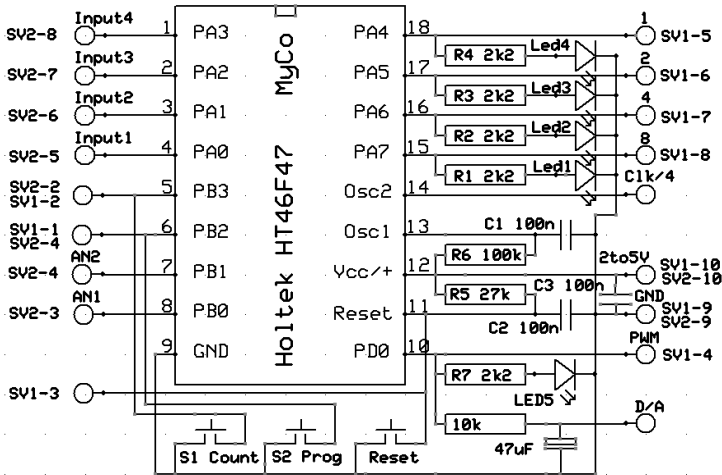 Input4
SV2-8
1
PA3
PA4
18
1
SV1-5
Input3
SV2-7
2
PA2
PA5
17
R4 2k2
Led4
2
SV1-6
Input2
SV2-6
3
PA1
PA6
16
R3 2k2
Led3
4
SV1-7
Input1
SV2-5
4
PA0
PA7
15
R2 2k2
Led2
8
SV1-8
R1 2k2
Led1
SV2-2
SV1-2
5
PB3
Osc2
14
Clk/4
SV1-1
SV2-4
6
PB2
Osc1
13
C1 100n
R6 100k
AN2
SV2-4
7
PB1
Vcc/+
12
2to5V
SV1-10
SV2-10
R5 27k
C3 100n
AN1
SV2-3
8
PB0
Reset
11
C2 100n
GND
SV1-9
SV2-9
9
GND
PD0
10
PWM
SV1-4
MyCo
Holtek HT46F47
R7 2k2
LED5
SV1-3
10k
47uF
D/A
S1 Count
S2 Prog
Reset